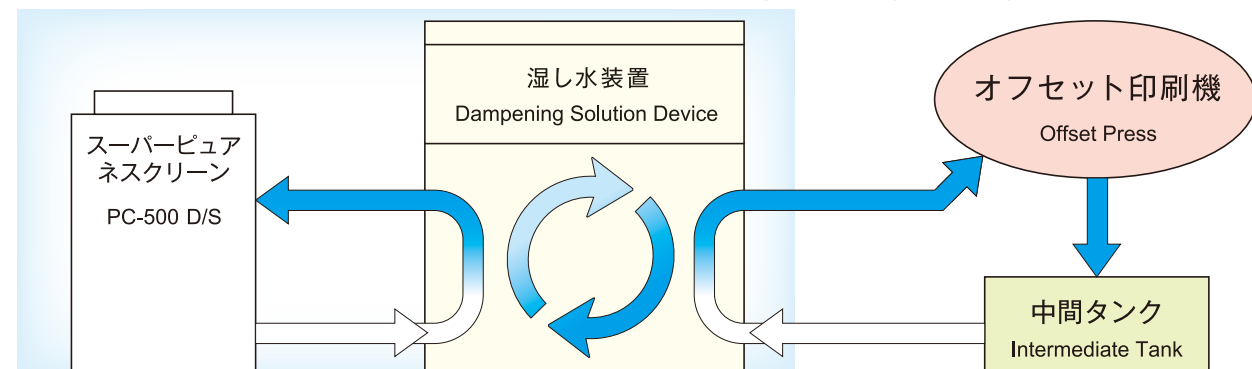 スーパーピュア
ネスクリーン
PC-500 D/S
湿し水装置
Dampening Solution Device
オフセット印刷機
Offset Press
中間タンク
Intermediate Tank